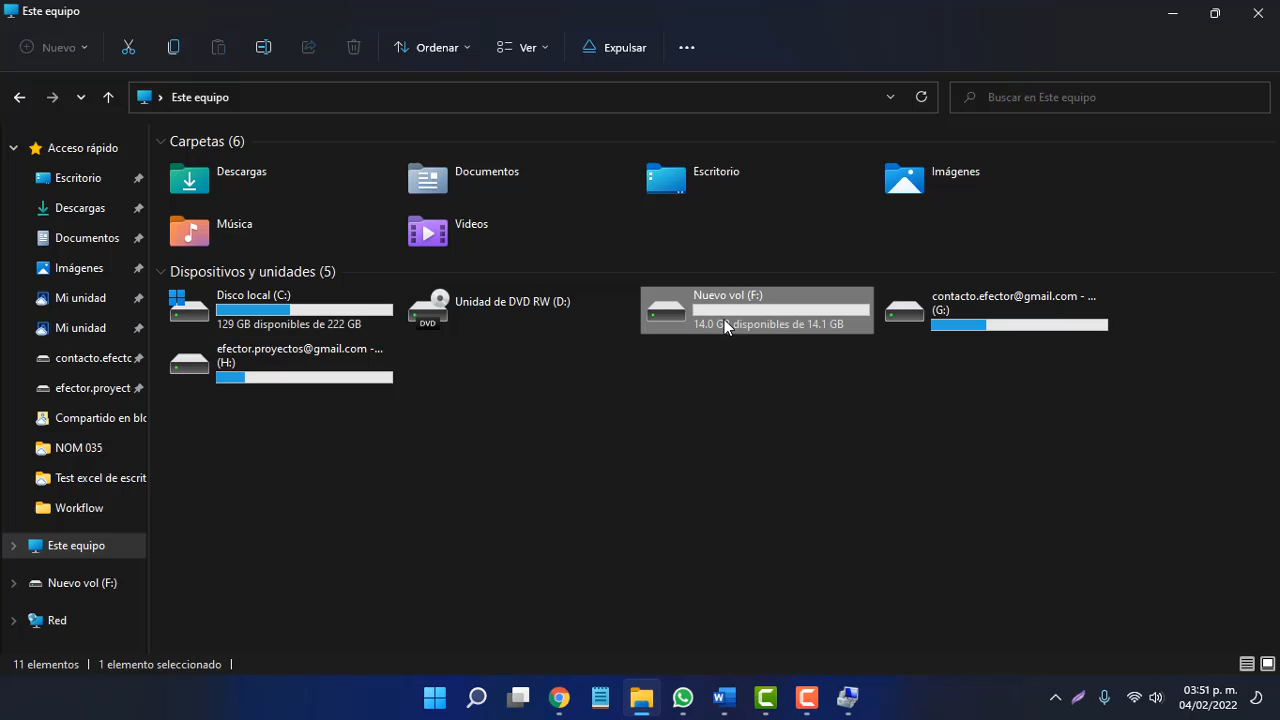 Este equipo
Nuevo
Ordenar
Ver
Expulsar
Este equipo
Buscar en Este equipo
Acceso rápido
Escritorio
Descargas
Documentos
Imágenes
Mi unidad
Mi unidad
contacto.efectc
efector.proyect
Compartido en blo
NOM 035
Test excel de escrit
Workflow
Este equipo
Nuevo vol (F:)
Red
Carpetas (6)
Descargas
Documentos
Escritorio
Imágenes
Música
Videos
Dispositivos y unidades (5)
Disco local (C:)
129 GB disponibles de 222 GB
Unidad de DVD RW (D:)
DVD
Nuevo vol (F:)
14.0 GB disponibles de 14.1 GB
contacto.efector@gmail.com - ...
(G:)
efector.proyectos@gmail.com -...
(H:)
11 elementos
1 elemento seleccionado
03:51 p. m.
04/02/2022